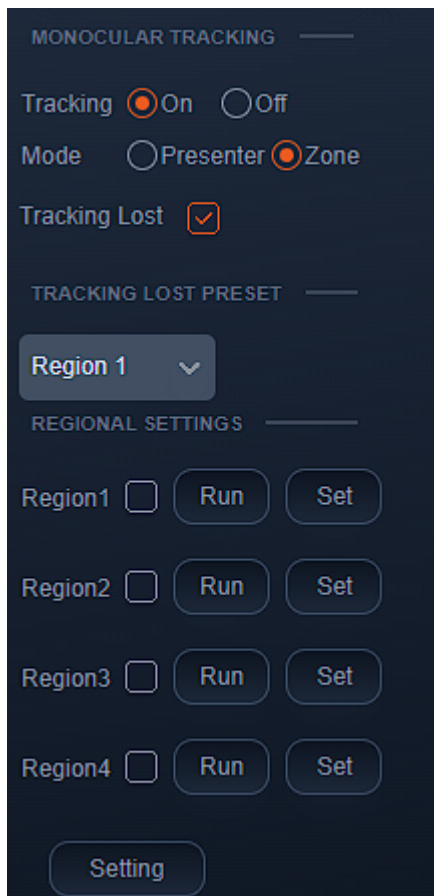 MONOCULAR TRACKING
Tracking On Off
Mode Presenter Zone
Tracking Lost
TRACKING LOST PRESET
Region 1
REGIONAL SETTINGS
Region1 Run Set
Region2 Run Set
Region3 Run Set
Region4 Run Set
Setting